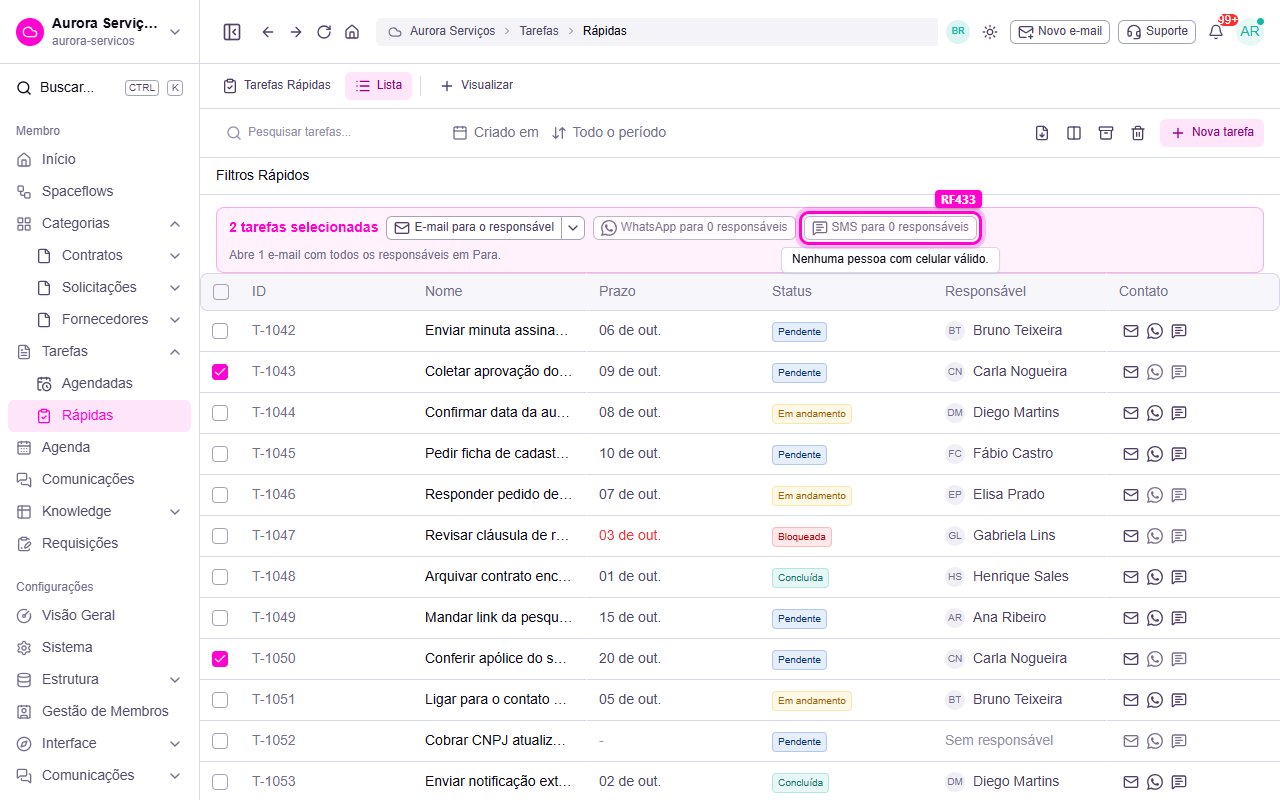 Aurora Serviç...
aurora-servicos
Aurora Serviços > Tarefas > Rápidas
BR
Novo e-mail
Suporte
99+
AR
Buscar...
CTRL K
Membro
Início
Spaceflows
Categorias
Contratos
Solicitações
Fornecedores
Tarefas
Agendadas
Rápidas
Agenda
Comunicações
Knowledge
Requisições
Configurações
Visão Geral
Sistema
Estrutura
Gestão de Membros
Interface
Comunicações
Tarefas Rápidas
Lista
Visualizar
Pesquisar tarefas...
Criado em
Todo o período
Nova tarefa
Filtros Rápidos
RF433
2 tarefas selecionadas
E-mail para o responsável
WhatsApp para 0 responsáveis
SMS para 0 responsáveis
Abre 1 e-mail com todos os responsáveis em Para.
Nenhuma pessoa com celular válido.
ID Nome Prazo Status Responsável Contato
T-1042 Enviar minuta assina... 06 de out. Pendente BT Bruno Teixeira
T-1043 Coletar aprovação do... 09 de out. Pendente CN Carla Nogueira
T-1044 Confirmar data da au... 08 de out. Em andamento DM Diego Martins
T-1045 Pedir ficha de cadast... 10 de out. Pendente FC Fábio Castro
T-1046 Responder pedido de... 07 de out. Em andamento EP Elisa Prado
T-1047 Revisar cláusula de r... 03 de out. Bloqueada GL Gabriela Lins
T-1048 Arquivar contrato enc... 01 de out. Concluída HS Henrique Sales
T-1049 Mandar link da pesqu... 15 de out. Pendente AR Ana Ribeiro
T-1050 Conferir apólice do s... 20 de out. Pendente CN Carla Nogueira
T-1051 Ligar para o contato ... 05 de out. Em andamento BT Bruno Teixeira
T-1052 Cobrar CNPJ atualiz... - Pendente Sem responsável
T-1053 Enviar notificação ext... 02 de out. Concluída DM Diego Martins